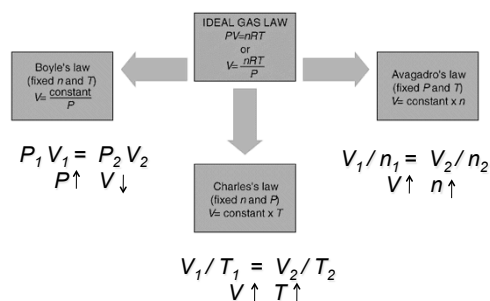 IDEAL GAS LAW
PV=nRT
or
V= nRT
P
Boyle's law
(fixed n and T)
V= constant
P
P₁ V₁ = P₂ V₂
P↑ V↓
Charles's law
(fixed n and P)
V= constant x T
V₁ / T₁ = V₂ / T₂
V↑ T↑
Avagadro's law
(fixed P and T)
V= constant x n
V₁ / n₁ = V₂ / n₂
V↑ n↑